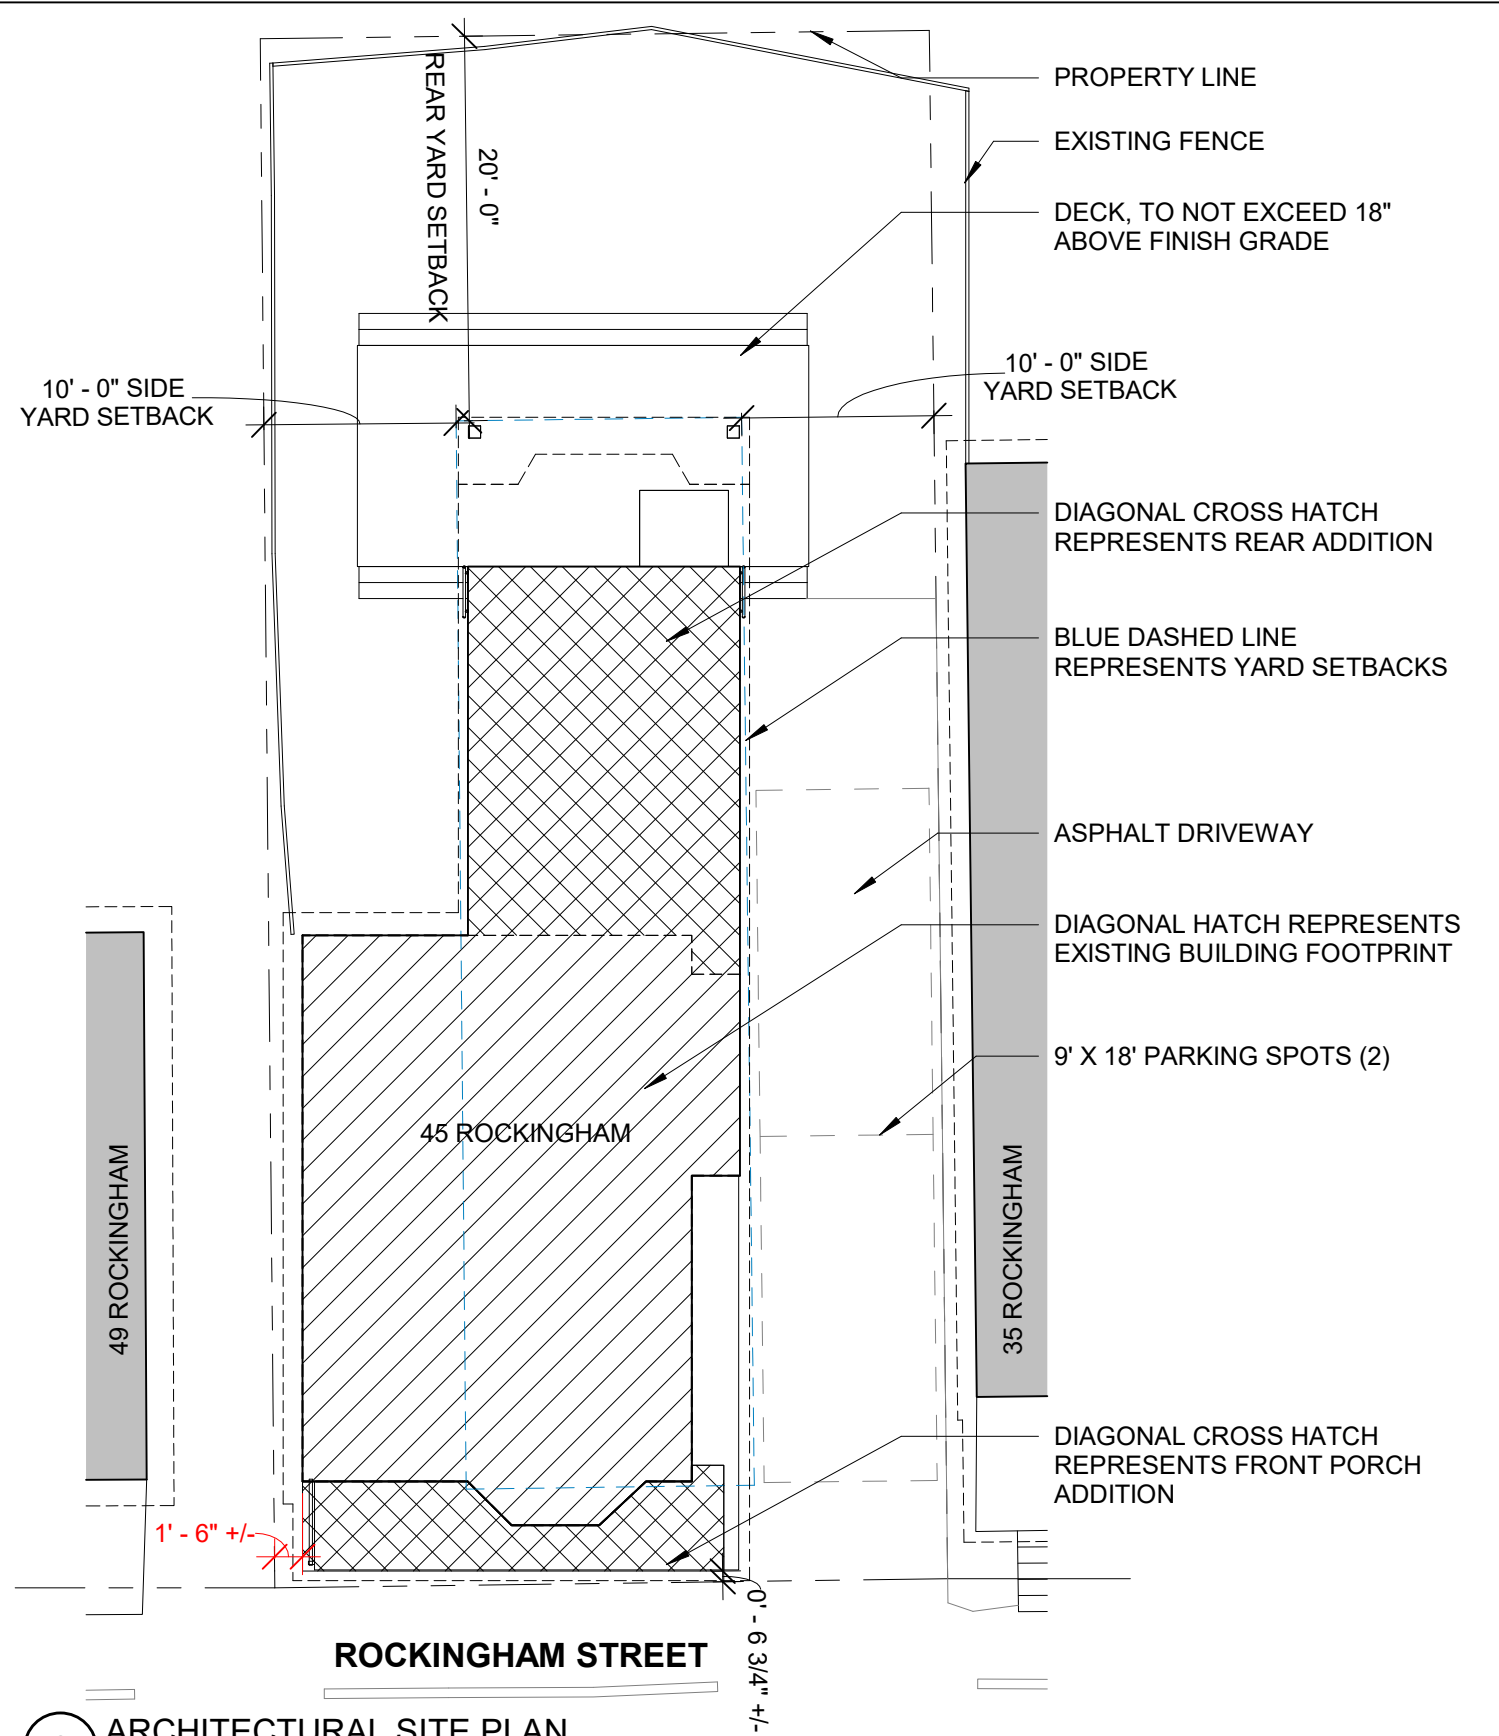 PROPERTY LINE
EXISTING FENCE
DECK, TO NOT EXCEED 18"
ABOVE FINISH GRADE
REAR YARD SETBACK
20' - 0"
10' - 0" SIDE
YARD SETBACK
10' - 0" SIDE
YARD SETBACK
DIAGONAL CROSS HATCH
REPRESENTS REAR ADDITION
BLUE DASHED LINE
REPRESENTS YARD SETBACKS
ASPHALT DRIVEWAY
DIAGONAL HATCH REPRESENTS
EXISTING BUILDING FOOTPRINT
9' X 18' PARKING SPOTS (2)
45 ROCKINGHAM
49 ROCKINGHAM
35 ROCKINGHAM
DIAGONAL CROSS HATCH
REPRESENTS FRONT PORCH
ADDITION
1' - 6" +/-
0' - 6 3/4" +/-
ROCKINGHAM STREET
ARCHITECTURAL SITE PLAN